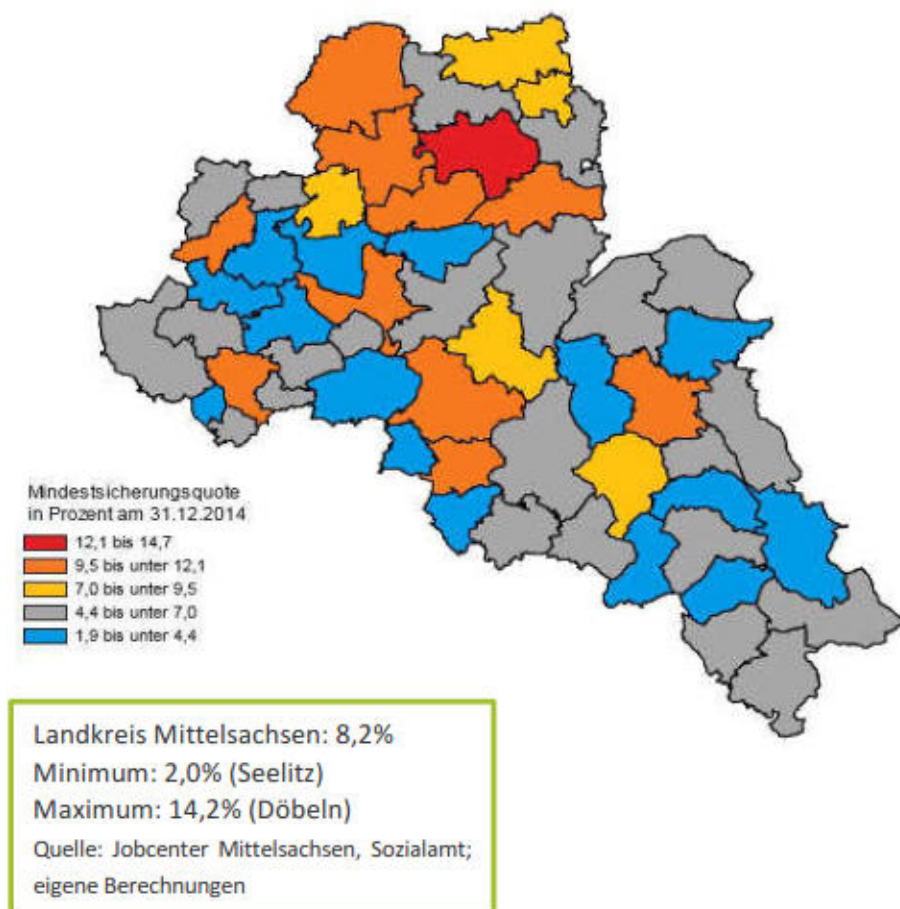 Mindestsicherungsquote
in Prozent am 31.12.2014
12,1 bis 14,7
9,5 bis unter 12,1
7,0 bis unter 9,5
4,4 bis unter 7,0
1,9 bis unter 4,4
Landkreis Mittelsachsen: 8,2%
Minimum: 2,0% (Seelitz)
Maximum: 14,2% (Döbeln)
Quelle: Jobcenter Mittelsachsen, Sozialamt;
eigene Berechnungen